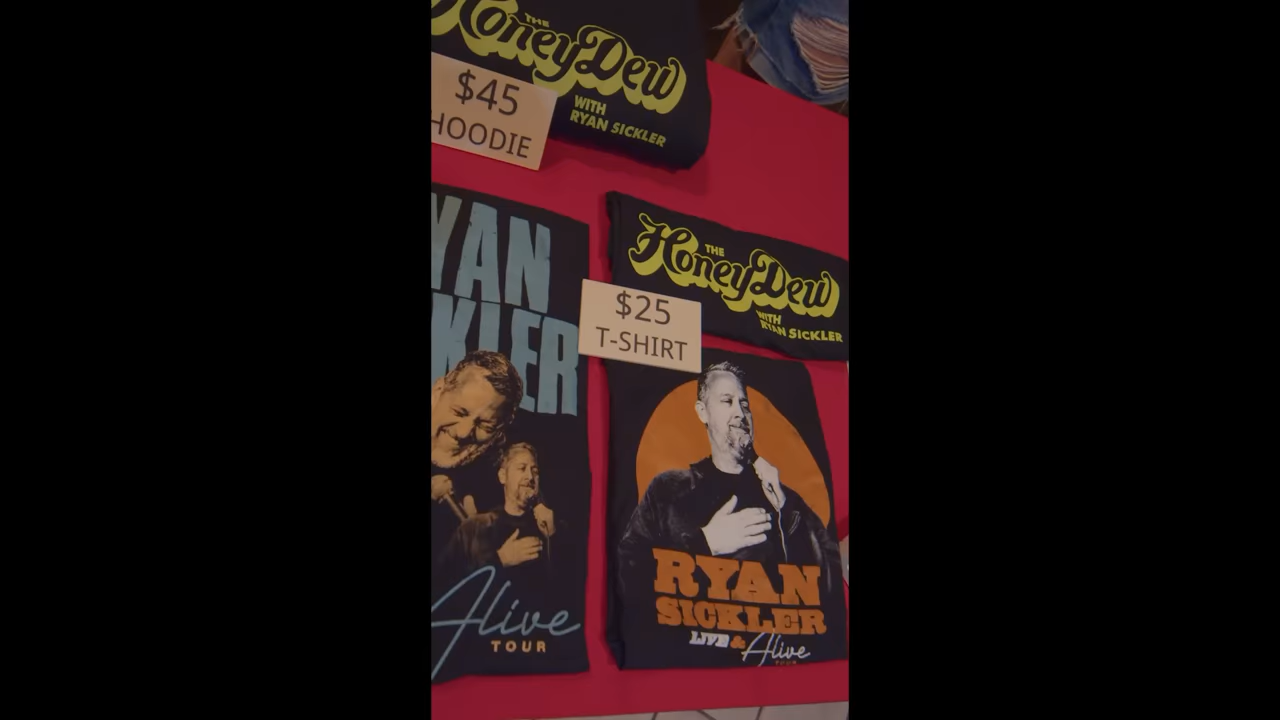 THE
HoneyDew
WITH
RYAN SICKLER
$45
HOODIE
YAN
KLER
Alive
TOUR
THE
HoneyDew
WITH
RYAN SICKLER
$25
T-SHIRT
RYAN
SICKLER
LIVE & Alive
TOUR